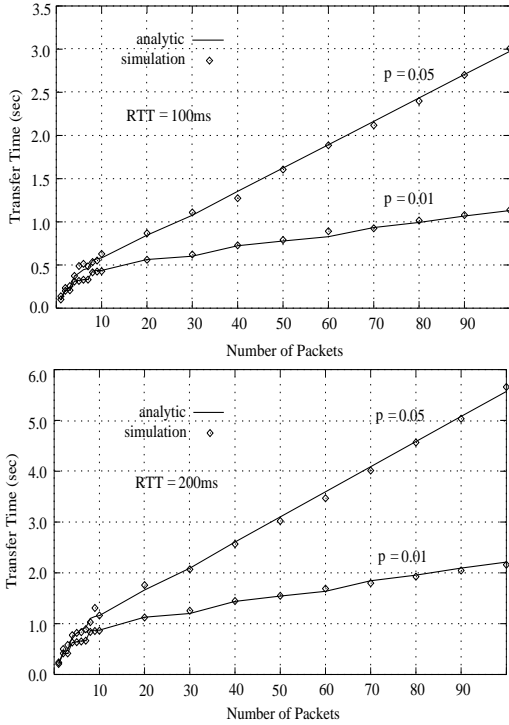 3.5
3.0
2.5
2.0
1.5
1.0
0.5
0.0
Transfer Time (sec)
analytic
simulation
RTT = 100ms
p = 0.05
p = 0.01
10 20 30 40 50 60 70 80 90
Number of Packets
6.0
5.0
4.0
3.0
2.0
1.0
0.0
Transfer Time (sec)
analytic
simulation
RTT = 200ms
p = 0.05
p = 0.01
10 20 30 40 50 60 70 80 90
Number of Packets